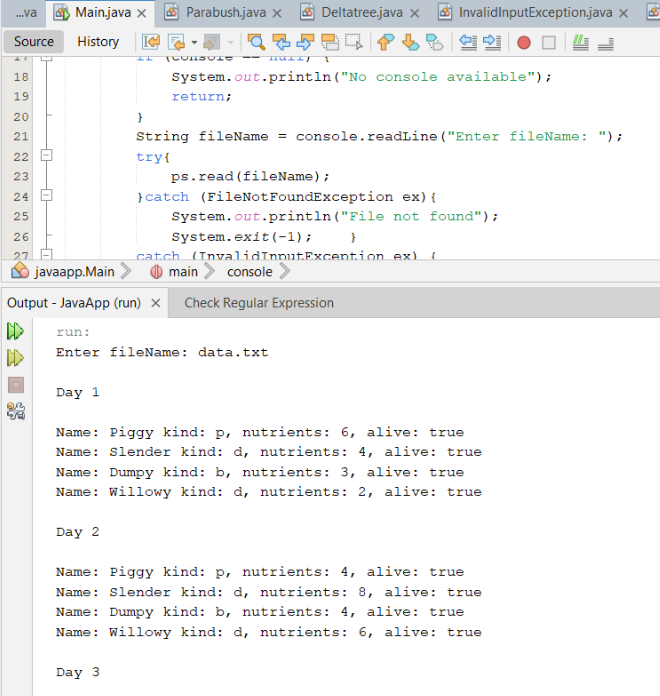 ...va Main.java Parabush.java Deltatree.java InvalidInputException.java
Source History
17 if (console == null) {
18 System.out.println("No console available");
19 return;
20 }
21 String fileName = console.readLine("Enter fileName: ");
22 try{
23 ps.read(fileName);
24 }catch (FileNotFoundException ex){
25 System.out.println("File not found");
26 System.exit(-1); }
27 catch (InvalidInputException ex) {
javaapp.Main main console
Output - JavaApp (run) Check Regular Expression
run:
Enter fileName: data.txt
Day 1
Name: Piggy kind: p, nutrients: 6, alive: true
Name: Slender kind: d, nutrients: 4, alive: true
Name: Dumpy kind: b, nutrients: 3, alive: true
Name: Willowy kind: d, nutrients: 2, alive: true
Day 2
Name: Piggy kind: p, nutrients: 4, alive: true
Name: Slender kind: d, nutrients: 8, alive: true
Name: Dumpy kind: b, nutrients: 4, alive: true
Name: Willowy kind: d, nutrients: 6, alive: true
Day 3